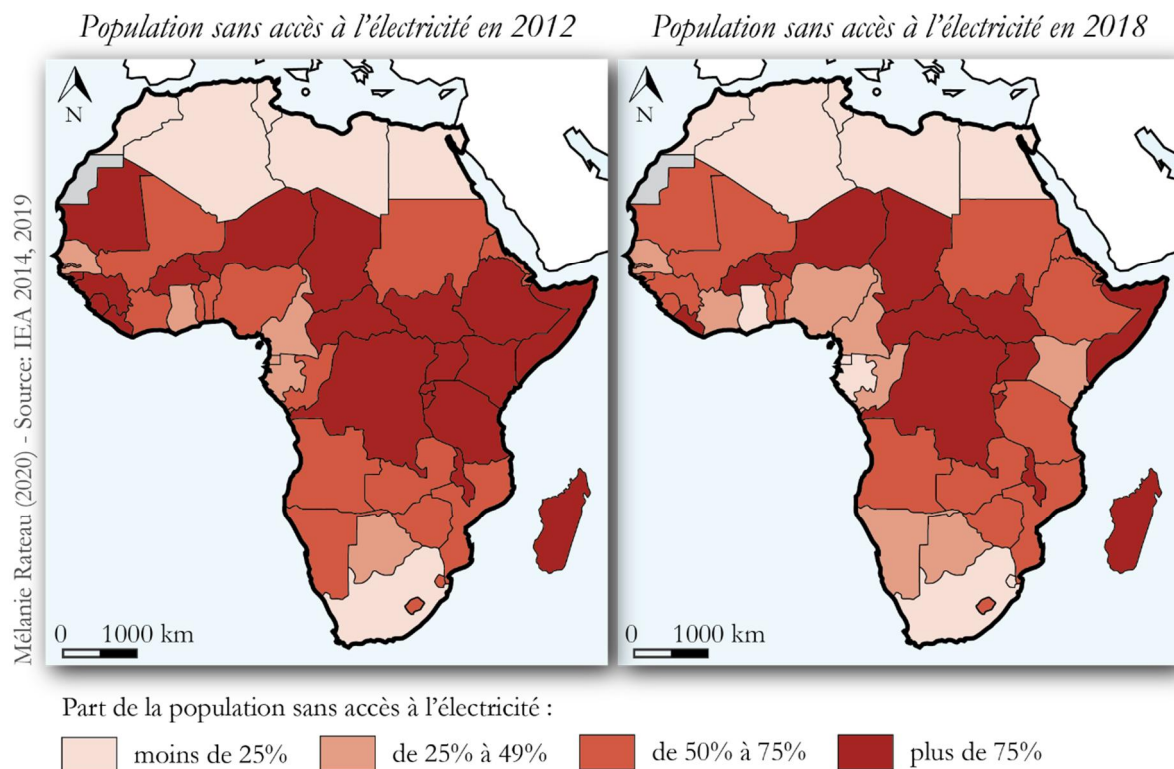 Population sans accès à l'électricité en 2012
Population sans accès à l'électricité en 2018
N
N
Mélanie Rateau (2020) - Source: IEA 2014, 2019
0 1000 km
0 1000 km
Part de la population sans accès à l'électricité :
moins de 25%
de 25% à 49%
de 50% à 75%
plus de 75%